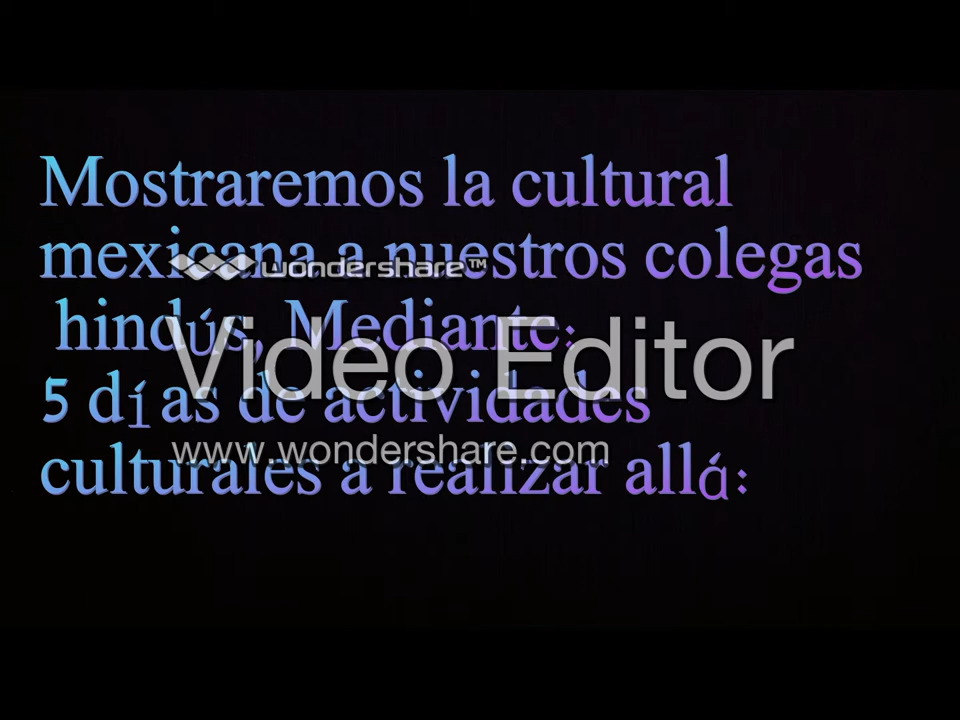 Mostraremos la cultural
mexicana a nuestros colegas
wondershare™
hindús, Mediante:
Video Editor
5 días de actividades
www.wondershare.com
culturales a realizar allá: